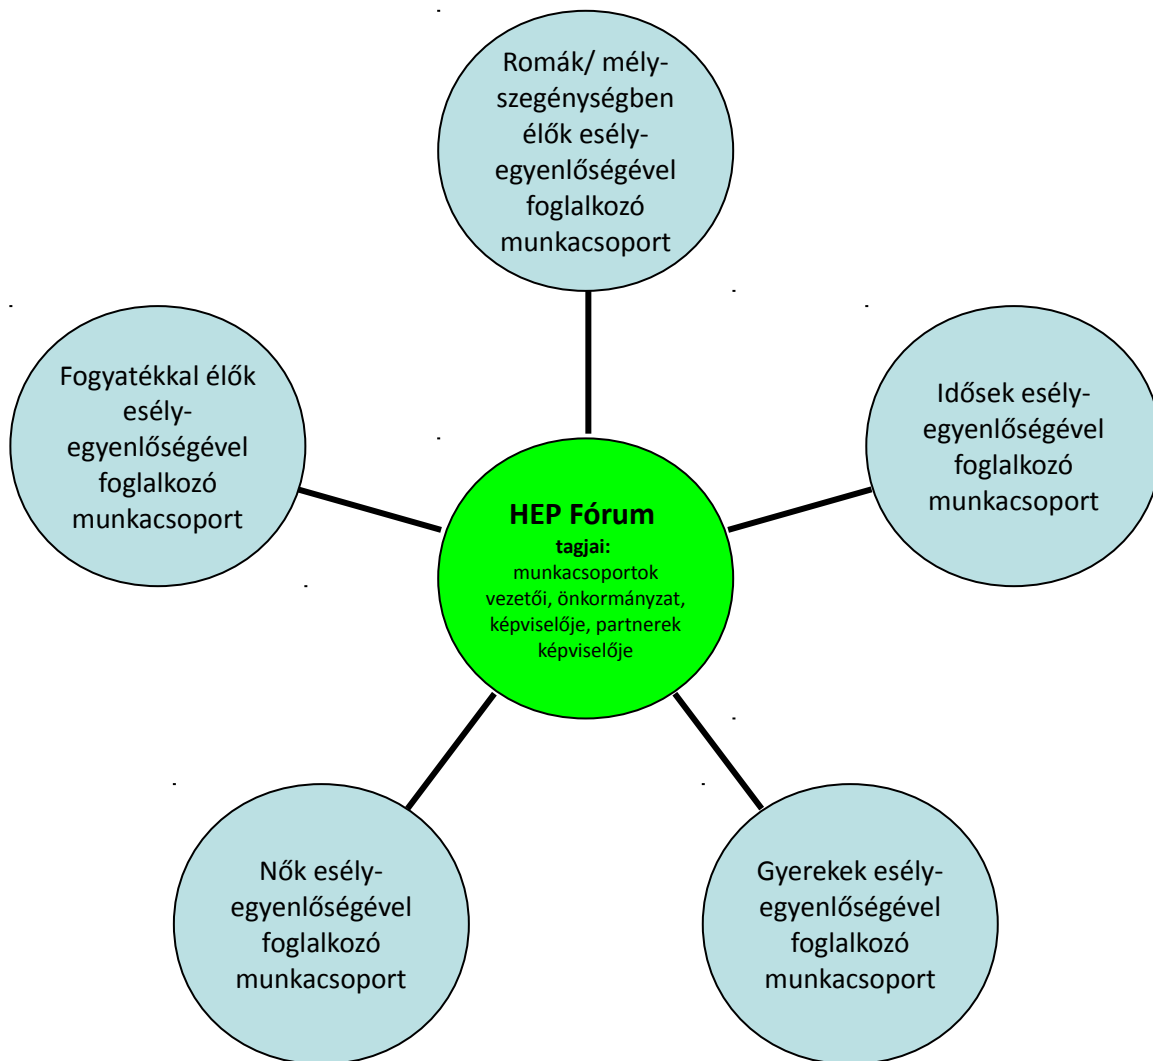 Romák/ mély-
szegénységben
élők esély-
egyenlőségével
foglalkozó
munkacsoport
Fogyatékkal élők
esély-
egyenlőségével
foglalkozó
munkacsoport
Idősek esély-
egyenlőségével
foglalkozó
munkacsoport
HEP Fórum
tagjai:
munkacsoportok
vezetői, önkormányzat,
képviselője, partnerek
képviselője
Nők esély-
egyenlőségével
foglalkozó
munkacsoport
Gyerekek esély-
egyenlőségével
foglalkozó
munkacsoport